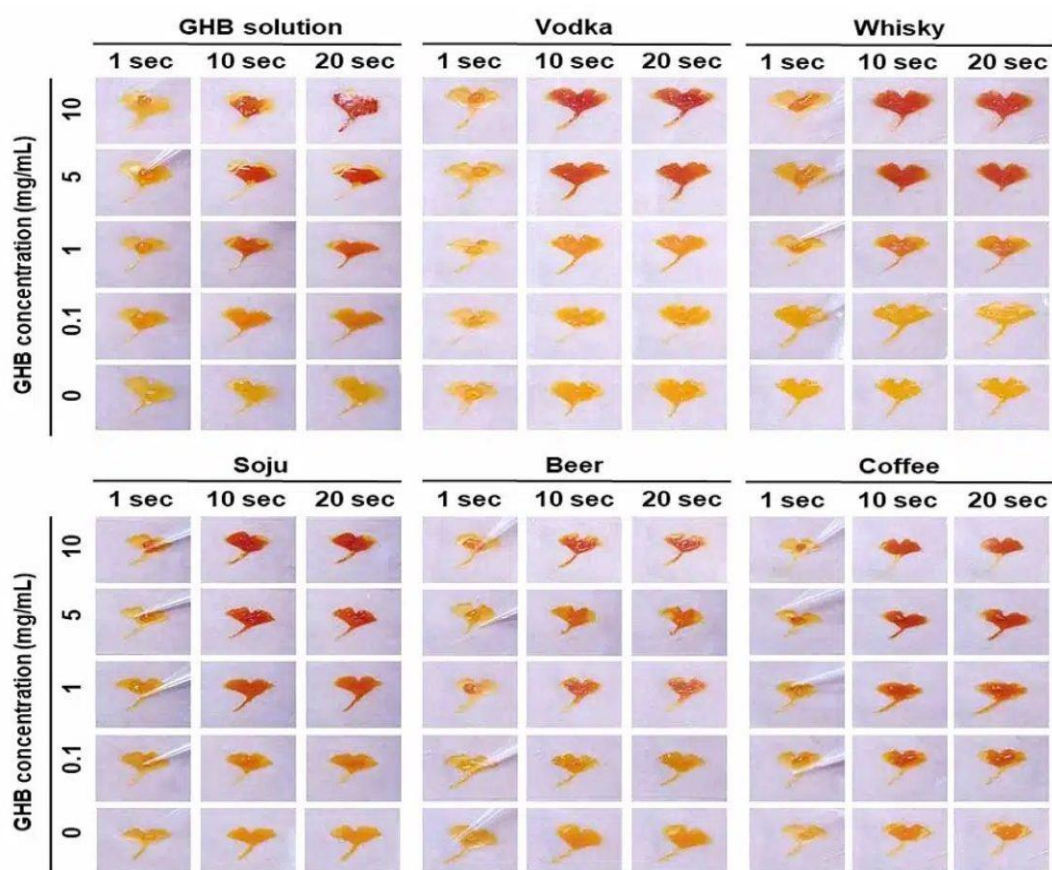 GHB solution Vodka Whisky
1 sec 10 sec 20 sec 1 sec 10 sec 20 sec 1 sec 10 sec 20 sec
GHB concentration (mg/mL)
10
5
1
0.1
0
Soju Beer Coffee
1 sec 10 sec 20 sec 1 sec 10 sec 20 sec 1 sec 10 sec 20 sec
GHB concentration (mg/mL)
10
5
1
0.1
0